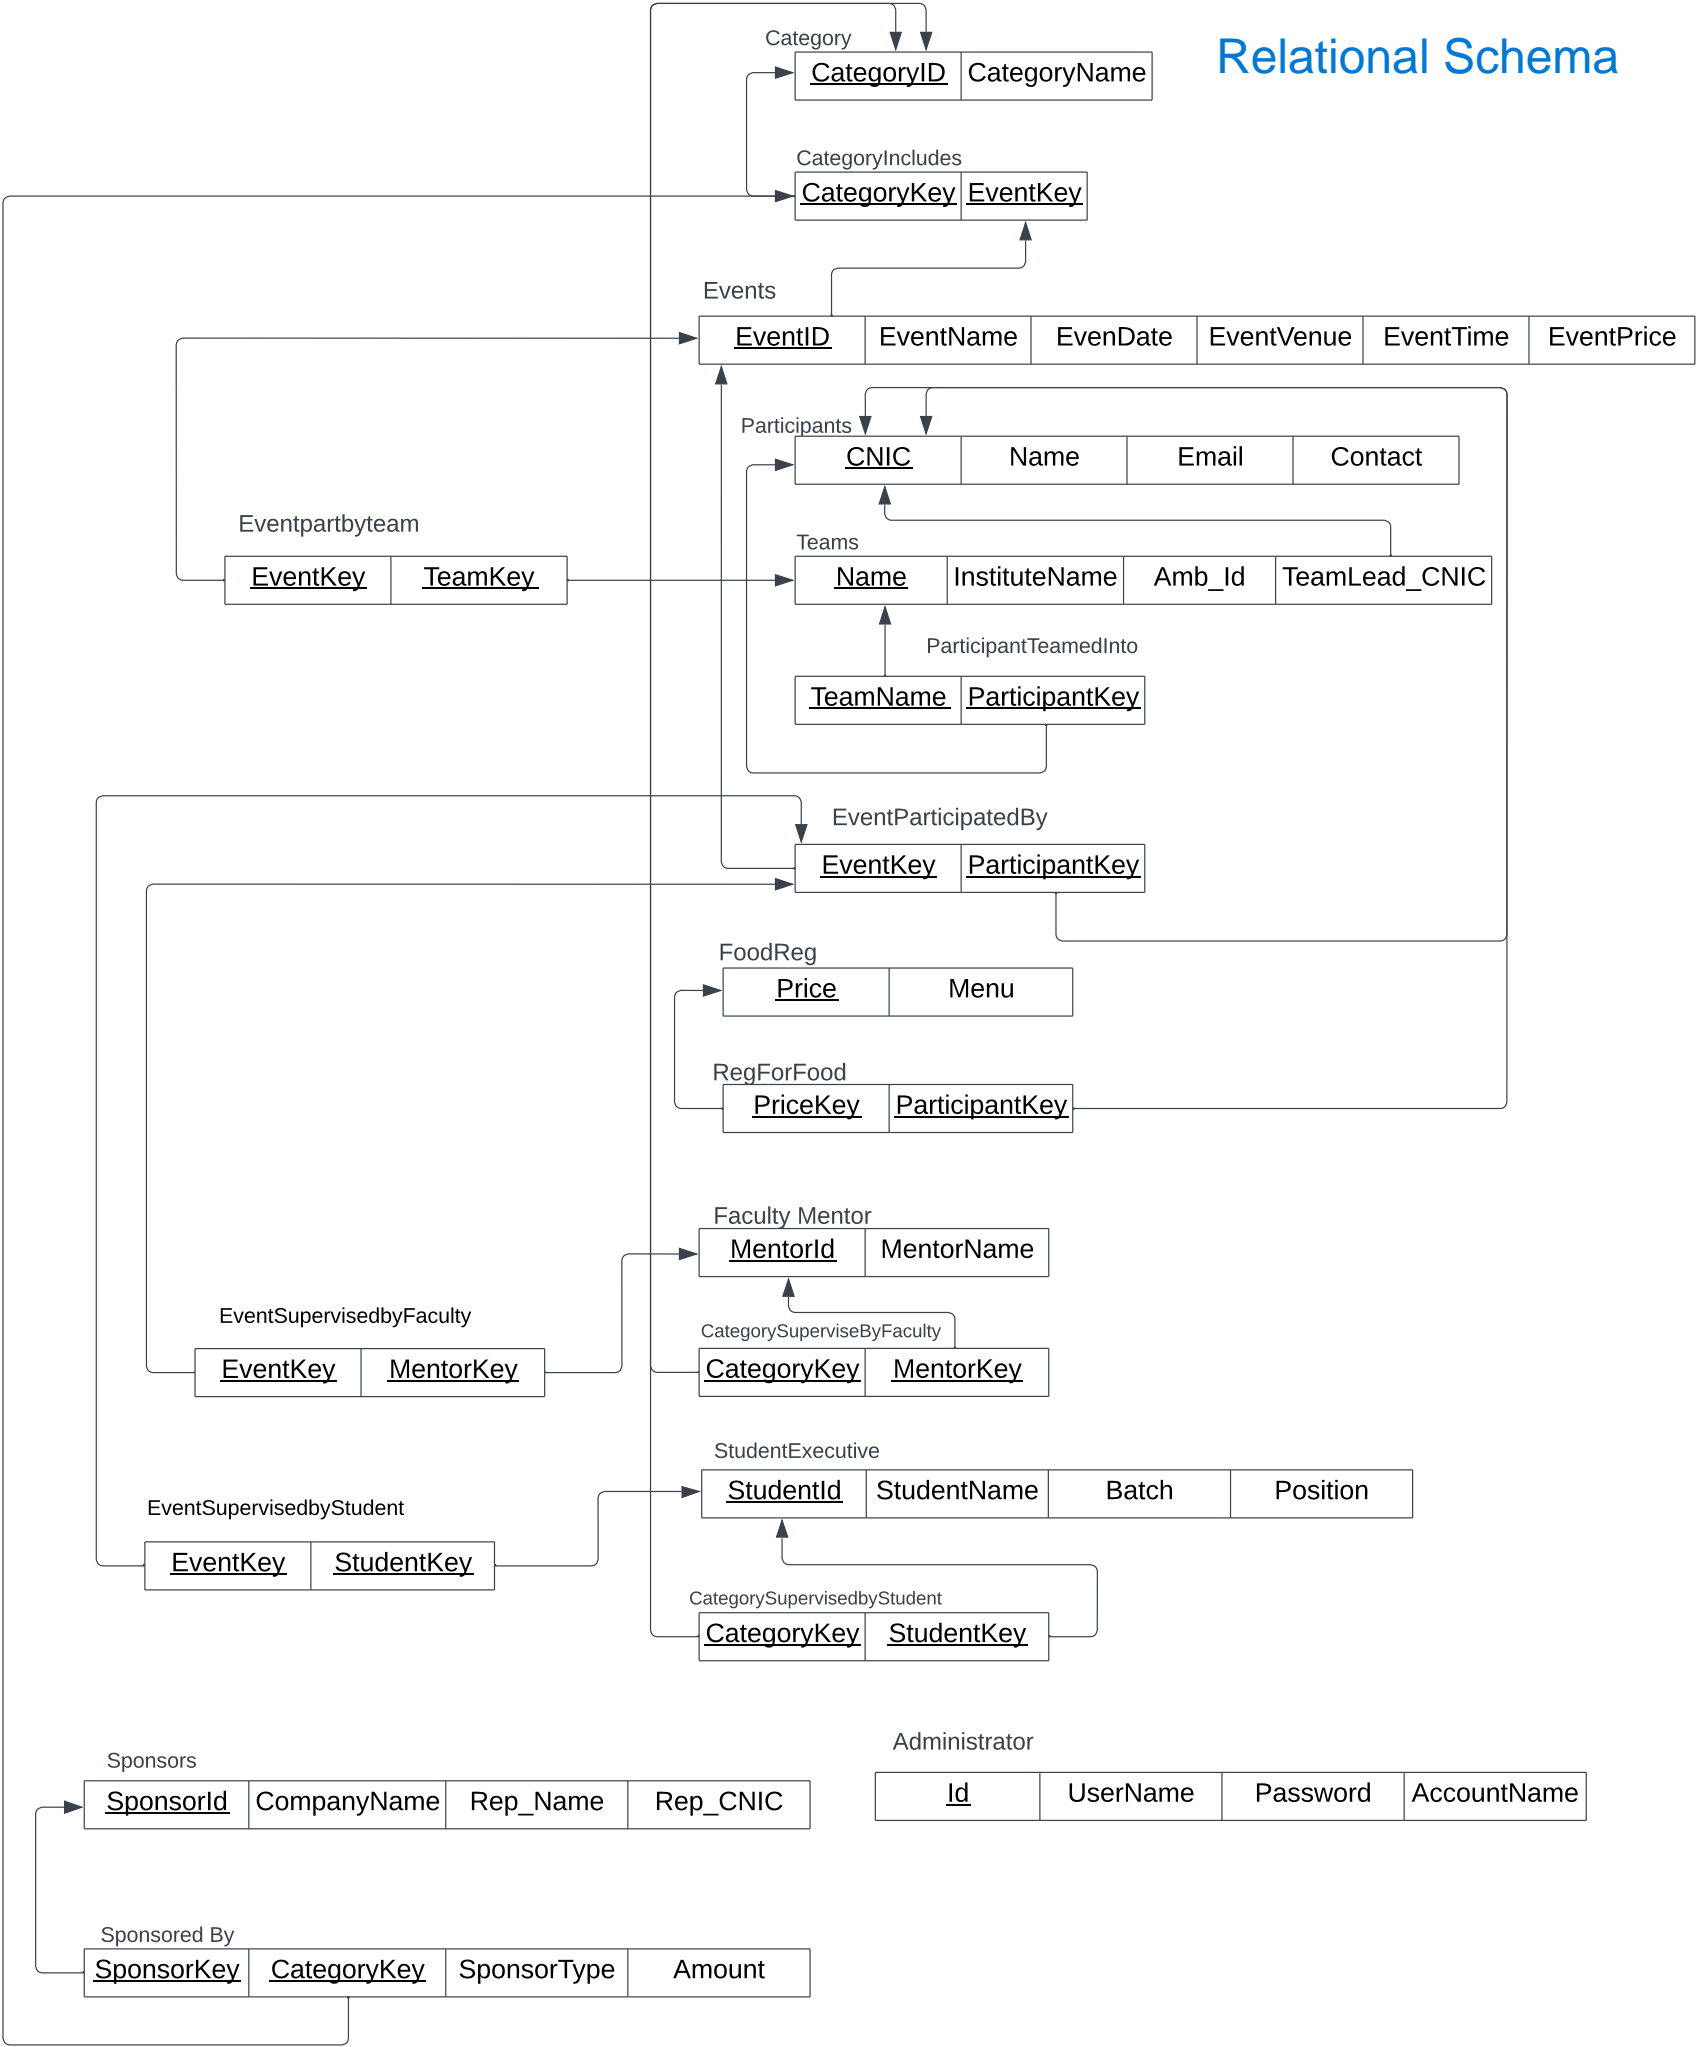 Relational Schema
Category
CategoryID CategoryName
CategoryIncludes
CategoryKey EventKey
Events
EventID EventName EvenDate EventVenue EventTime EventPrice
Participants
CNIC Name Email Contact
Eventpartbyteam
EventKey TeamKey
Teams
Name InstituteName Amb_Id TeamLead_CNIC
ParticipantTeamedInto
TeamName ParticipantKey
EventParticipatedBy
EventKey ParticipantKey
FoodReg
Price Menu
RegForFood
PriceKey ParticipantKey
Faculty Mentor
MentorId MentorName
EventSupervisedbyFaculty
EventKey MentorKey
CategorySuperviseByFaculty
CategoryKey MentorKey
StudentExecutive
StudentId StudentName Batch Position
EventSupervisedbyStudent
EventKey StudentKey
CategorySupervisedbyStudent
CategoryKey StudentKey
Sponsors
SponsorId CompanyName Rep_Name Rep_CNIC
Administrator
Id UserName Password AccountName
Sponsored By
SponsorKey CategoryKey SponsorType Amount